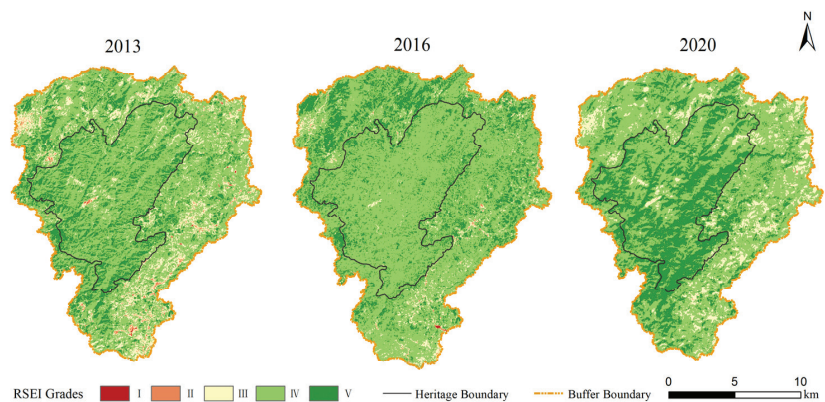 N
2013 2016 2020
RSEI Grades Ⅰ Ⅱ Ⅲ Ⅳ Ⅴ Heritage Boundary Buffer Boundary 0 5 10
km